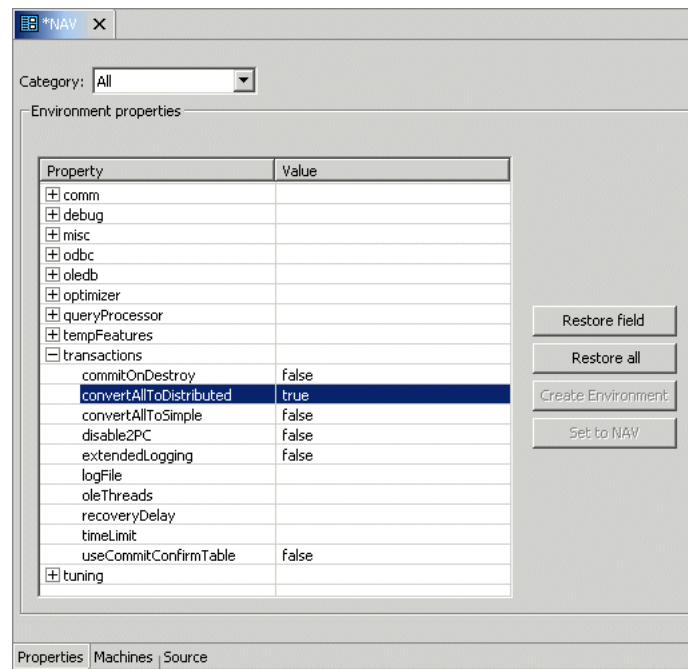 *NAV
Category: All
Environment properties
Property Value
comm
debug
misc
odbc
oledb
optimizer
queryProcessor
tempFeatures
transactions
commitOnDestroy false
convertAllToDistributed true
convertAllToSimple false
disable2PC false
extendedLogging false
logFile
oleThreads
recoveryDelay
timeLimit
useCommitConfirmTable false
tuning
Restore field
Restore all
Create Environment
Set to NAV
Properties Machines Source